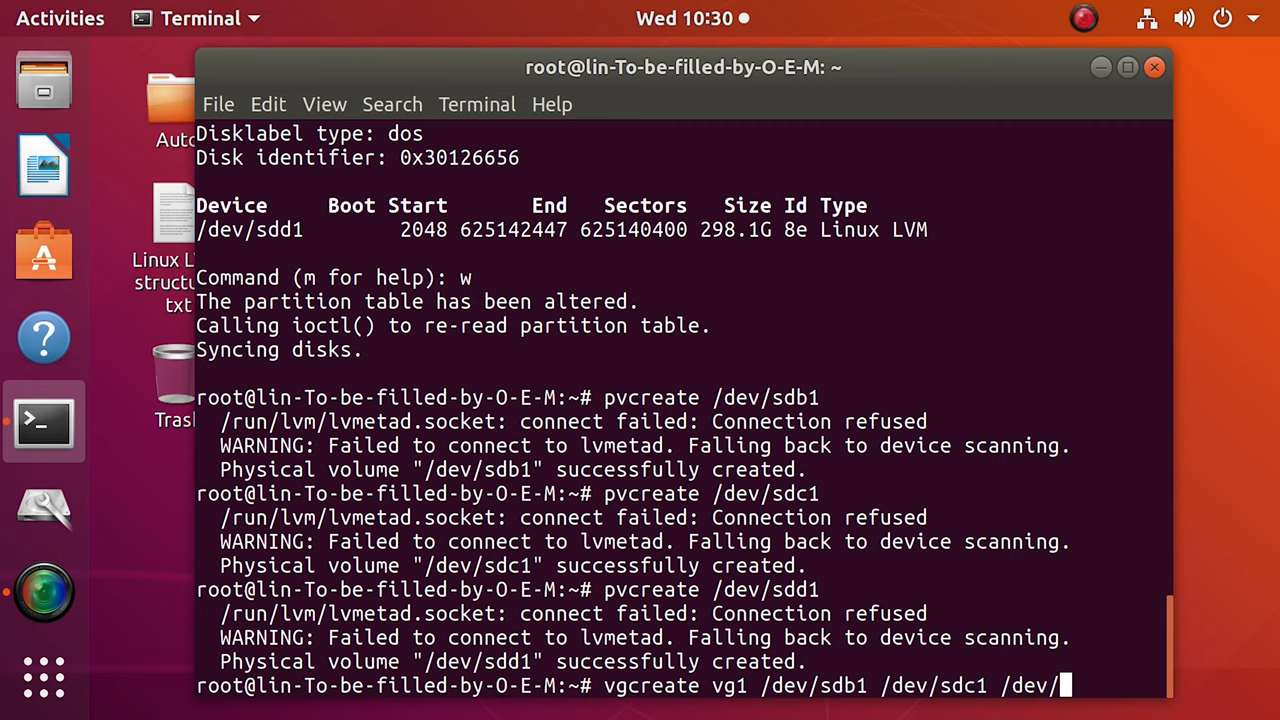 Activities Terminal Wed 10:30
root@lin-To-be-filled-by-O-E-M: ~
File Edit View Search Terminal Help
Auto
Linux L
structu
txt
Trash
Disklabel type: dos
Disk identifier: 0x30126656
Device Boot Start End Sectors Size Id Type
/dev/sdd1 2048 625142447 625140400 298.1G 8e Linux LVM
Command (m for help): w
The partition table has been altered.
Calling ioctl() to re-read partition table.
Syncing disks.
root@lin-To-be-filled-by-O-E-M:~# pvcreate /dev/sdb1
/run/lvm/lvmetad.socket: connect failed: Connection refused
WARNING: Failed to connect to lvmetad. Falling back to device scanning.
Physical volume "/dev/sdb1" successfully created.
root@lin-To-be-filled-by-O-E-M:~# pvcreate /dev/sdc1
/run/lvm/lvmetad.socket: connect failed: Connection refused
WARNING: Failed to connect to lvmetad. Falling back to device scanning.
Physical volume "/dev/sdc1" successfully created.
root@lin-To-be-filled-by-O-E-M:~# pvcreate /dev/sdd1
/run/lvm/lvmetad.socket: connect failed: Connection refused
WARNING: Failed to connect to lvmetad. Falling back to device scanning.
Physical volume "/dev/sdd1" successfully created.
root@lin-To-be-filled-by-O-E-M:~# vgcreate vg1 /dev/sdb1 /dev/sdc1 /dev/